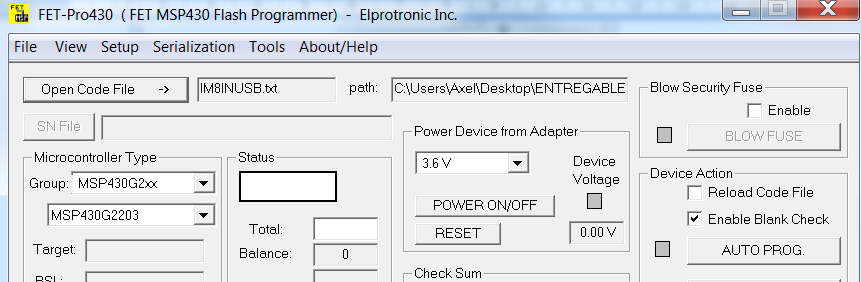 FET-Pro430 ( FET MSP430 Flash Programmer) - Elprotronic Inc.
File View Setup Serialization Tools About/Help
Open Code File -> IM8INUSB.txt path: C:\Users\Axel\Desktop\ENTREGABLE
SN File
Blow Security Fuse
Enable
BLOW FUSE
Microcontroller Type
Group: MSP430G2xx
MSP430G2203
Target:
Status
Total:
Balance: 0
Power Device from Adapter
3.6 V
Device Voltage
POWER ON/OFF
RESET
0.00 V
Check Sum
Device Action
Reload Code File
Enable Blank Check
AUTO PROG.